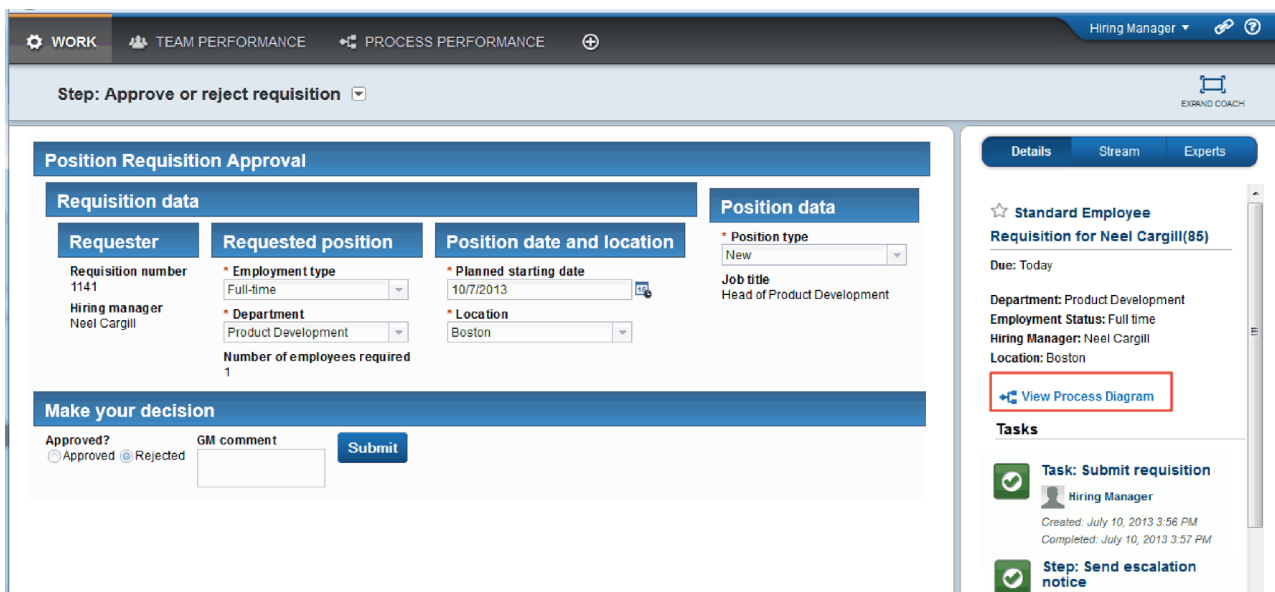 WORK TEAM PERFORMANCE PROCESS PERFORMANCE Hiring Manager
Step: Approve or reject requisition
EXPAND COACH
Position Requisition Approval
Requisition data
Requester
Requisition number
1141
Hiring manager
Neel Cargill
Requested position
* Employment type
Full-time
* Department
Product Development
Number of employees required
1
Position date and location
* Planned starting date
10/7/2013
* Location
Boston
Position data
* Position type
New
Job title
Head of Product Development
Make your decision
Approved?
Approved Rejected
GM comment
Submit
Details Stream Experts
Standard Employee
Requisition for Neel Cargill(85)
Due: Today
Department: Product Development
Employment Status: Full time
Hiring Manager: Neel Cargill
Location: Boston
View Process Diagram
Tasks
Task: Submit requisition
Hiring Manager
Created: July 10, 2013 3:56 PM
Completed: July 10, 2013 3:57 PM
Step: Send escalation
notice